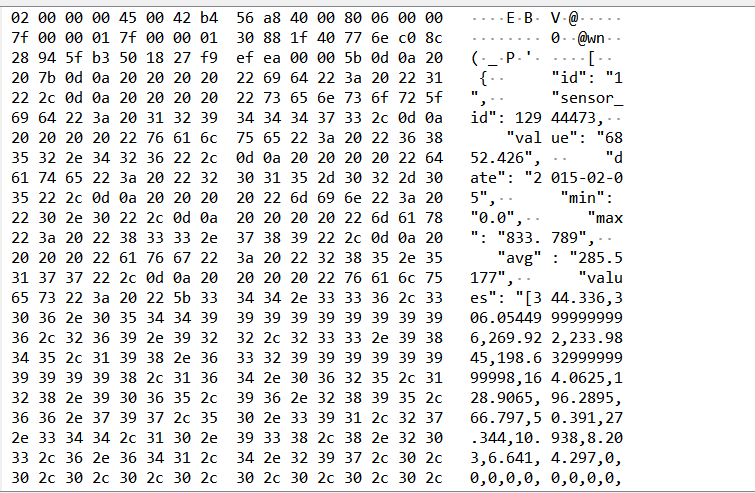 02 00 00 00 45 00 42 b4 56 a8 40 00 80 06 00 00 ····E·B· V·@·····
7f 00 00 01 7f 00 00 01 30 88 1f 40 77 6e c0 8c ········ 0··@wn··
28 94 5f b3 50 18 27 f9 ef ea 00 00 5b 0d 0a 20 (·_·P·'· ····[··
20 7b 0d 0a 20 20 20 20 22 69 64 22 3a 20 22 31 {·· "id": "1
22 2c 0d 0a 20 20 20 20 22 73 65 6e 73 6f 72 5f ",·· "sensor_
69 64 22 3a 20 31 32 39 34 34 34 37 33 2c 0d 0a id": 129 44473,··
20 20 20 20 22 76 61 6c 75 65 22 3a 20 22 36 38 "val ue": "68
35 32 2e 34 32 36 22 2c 0d 0a 20 20 20 20 22 64 52.426", ·· "d
61 74 65 22 3a 20 22 32 30 31 35 2d 30 32 2d 30 ate": "2 015-02-0
35 22 2c 0d 0a 20 20 20 20 22 6d 69 6e 22 3a 20 5",·· "min":
22 30 2e 30 22 2c 0d 0a 20 20 20 20 22 6d 61 78 "0.0",·· "max
22 3a 20 22 38 33 33 2e 37 38 39 22 2c 0d 0a 20 ": "833. 789",··
20 20 20 22 61 76 67 22 3a 20 22 32 38 35 2e 35 "avg" : "285.5
31 37 37 22 2c 0d 0a 20 20 20 20 22 76 61 6c 75 177",·· "valu
65 73 22 3a 20 22 5b 33 34 34 2e 33 33 36 2c 33 es": "[3 44.336,3
30 36 2e 30 35 34 34 39 39 39 39 39 39 39 39 39 06.05449 99999999
36 2c 32 36 39 2e 39 32 32 2c 32 33 33 2e 39 38 6,269.92 2,233.98
34 35 2c 31 39 38 2e 36 33 32 39 39 39 39 39 39 45,198.6 32999999
39 39 39 39 38 2c 31 36 34 2e 30 36 32 35 2c 31 99998,16 4.0625,1
32 38 2e 39 30 36 35 2c 39 36 2e 32 38 39 35 2c 28.9065, 96.2895,
36 36 2e 37 39 37 2c 35 30 2e 33 39 31 2c 32 37 66.797,5 0.391,27
2e 33 34 34 2c 31 30 2e 39 33 38 2c 38 2e 32 30 .344,10. 938,8.20
33 2c 36 2e 36 34 31 2c 34 2e 32 39 37 2c 30 2c 3,6.641, 4.297,0,
30 2c 30 2c 30 2c 30 2c 30 2c 30 2c 30 2c 30 2c 0,0,0,0, 0,0,0,0,